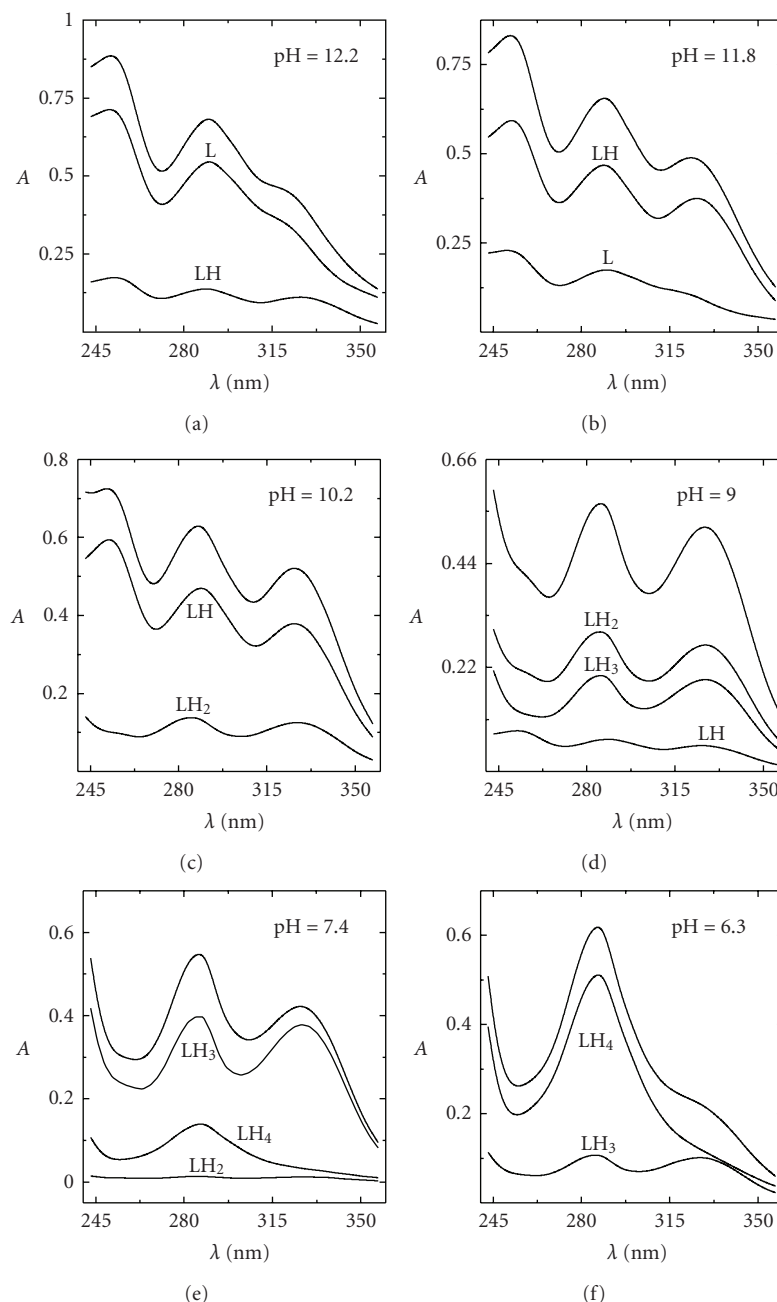 1
0.75
0.5
0.25
A
pH = 12.2
L
LH
245 280 315 350
λ (nm)
(a)
0.75
0.5
0.25
A
pH = 11.8
LH
L
245 280 315 350
λ (nm)
(b)
0.8
0.6
0.4
0.2
A
pH = 10.2
LH
LH₂
245 280 315 350
λ (nm)
(c)
0.66
0.44
0.22
A
pH = 9
LH₂
LH₃
LH
245 280 315 350
λ (nm)
(d)
0.6
0.4
0.2
0
A
pH = 7.4
LH₃
LH₄
LH₂
245 280 315 350
λ (nm)
(e)
0.6
0.4
0.2
A
pH = 6.3
LH₄
LH₃
245 280 315 350
λ (nm)
(f)